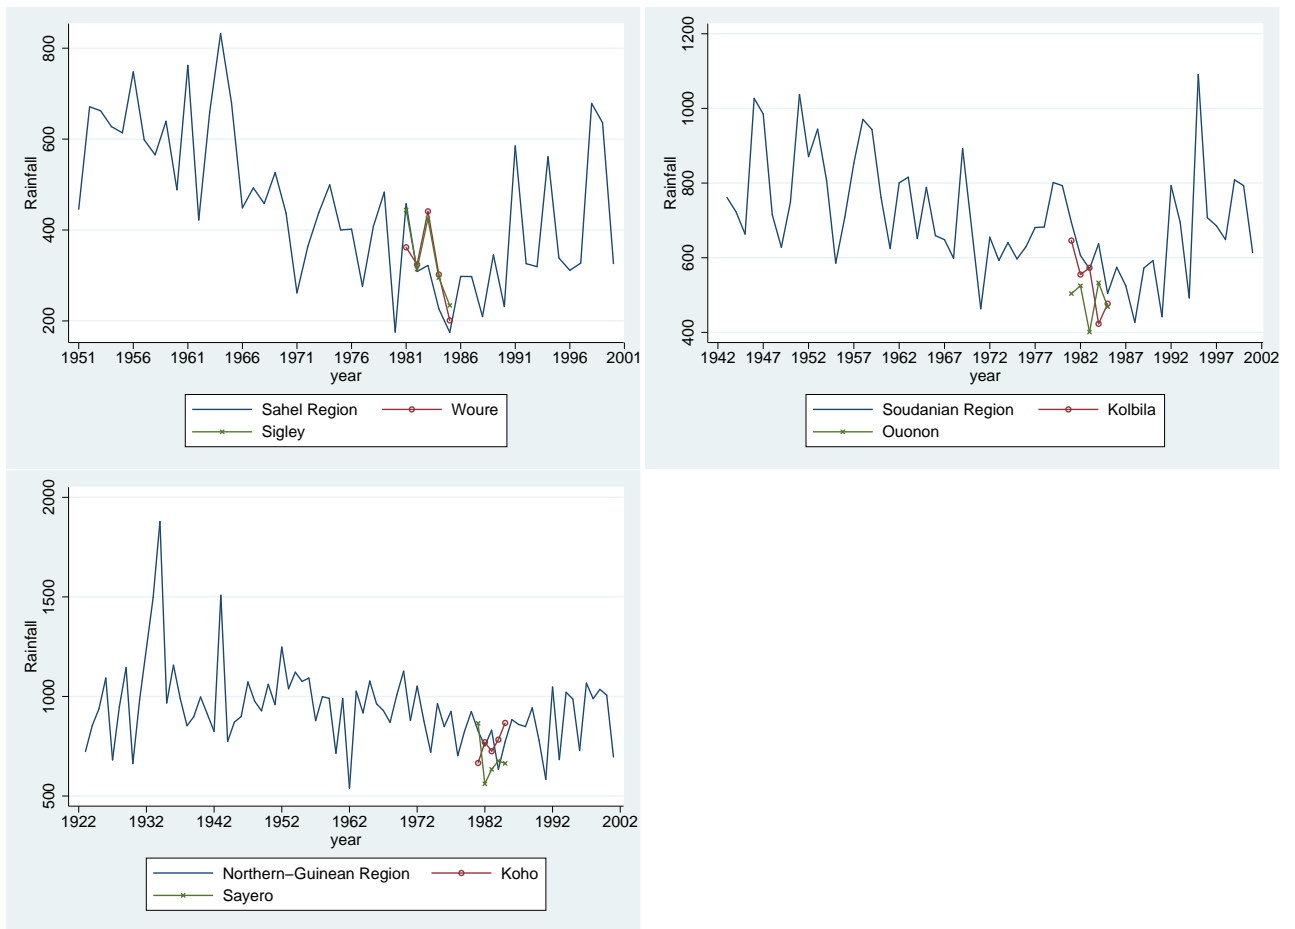 800
600
400
200
Rainfall
1951 1956 1961 1966 1971 1976 1981 1986 1991 1996 2001
year
Sahel Region Woure
Sigley
1200
1000
800
600
400
Rainfall
1942 1947 1952 1957 1962 1967 1972 1977 1982 1987 1992 1997 2002
year
Soudanian Region Kolbila
Ouonon
2000
1500
1000
500
Rainfall
1922 1932 1942 1952 1962 1972 1982 1992 2002
year
Northern−Guinean Region Koho
Sayero